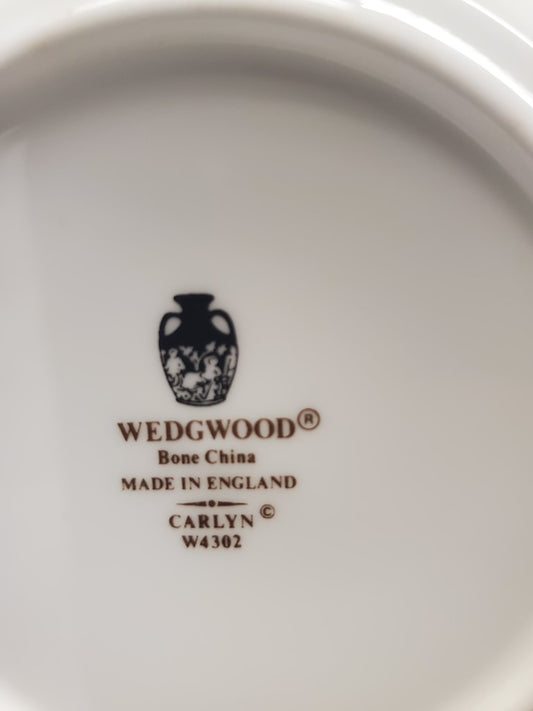 WEDGWOOD®
Bone China
MADE IN ENGLAND
CARLYN©
W4302